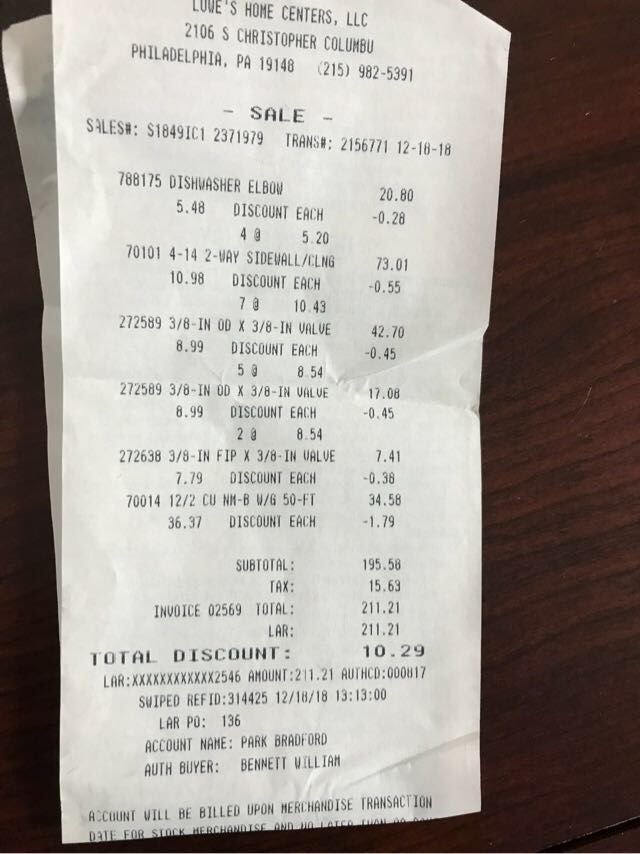 LOWE'S HOME CENTERS, LLC
2106 S CHRISTOPHER COLUMBU
PHILADELPHIA, PA 19148 (215) 982-5391
- SALE -
SALES#: S1849IC1 2371979 TRANS#: 2156771 12-18-18
788175 DISHWASHER ELBOW 20.80
5.48 DISCOUNT EACH -0.28
4 @ 5.20
70101 4-14 2-WAY SIDEWALL/CLNG 73.01
10.98 DISCOUNT EACH -0.55
7 @ 10.43
272589 3/8-IN OD X 3/8-IN VALVE 42.70
8.99 DISCOUNT EACH -0.45
5 @ 8.54
272589 3/8-IN OD X 3/8-IN VALVE 17.08
8.99 DISCOUNT EACH -0.45
2 @ 8.54
272638 3/8-IN FIP X 3/8-IN VALVE 7.41
7.79 DISCOUNT EACH -0.38
70014 12/2 CU NM-B W/G 50-FT 34.58
36.37 DISCOUNT EACH -1.79
SUBTOTAL: 195.58
TAX: 15.63
INVOICE 02569 TOTAL: 211.21
LAR: 211.21
TOTAL DISCOUNT: 10.29
LAR:XXXXXXXXXXXX2546 AMOUNT:211.21 AUTHCD:000817
SWIPED REFID:314425 12/18/18 13:13:00
LAR PO: 136
ACCOUNT NAME: PARK BRADFORD
AUTH BUYER: BENNETT WILLIAM
ACCOUNT WILL BE BILLED UPON MERCHANDISE TRANSACTION
DATE FOR STOCK MERCHANDISE AND NO LATER THAN